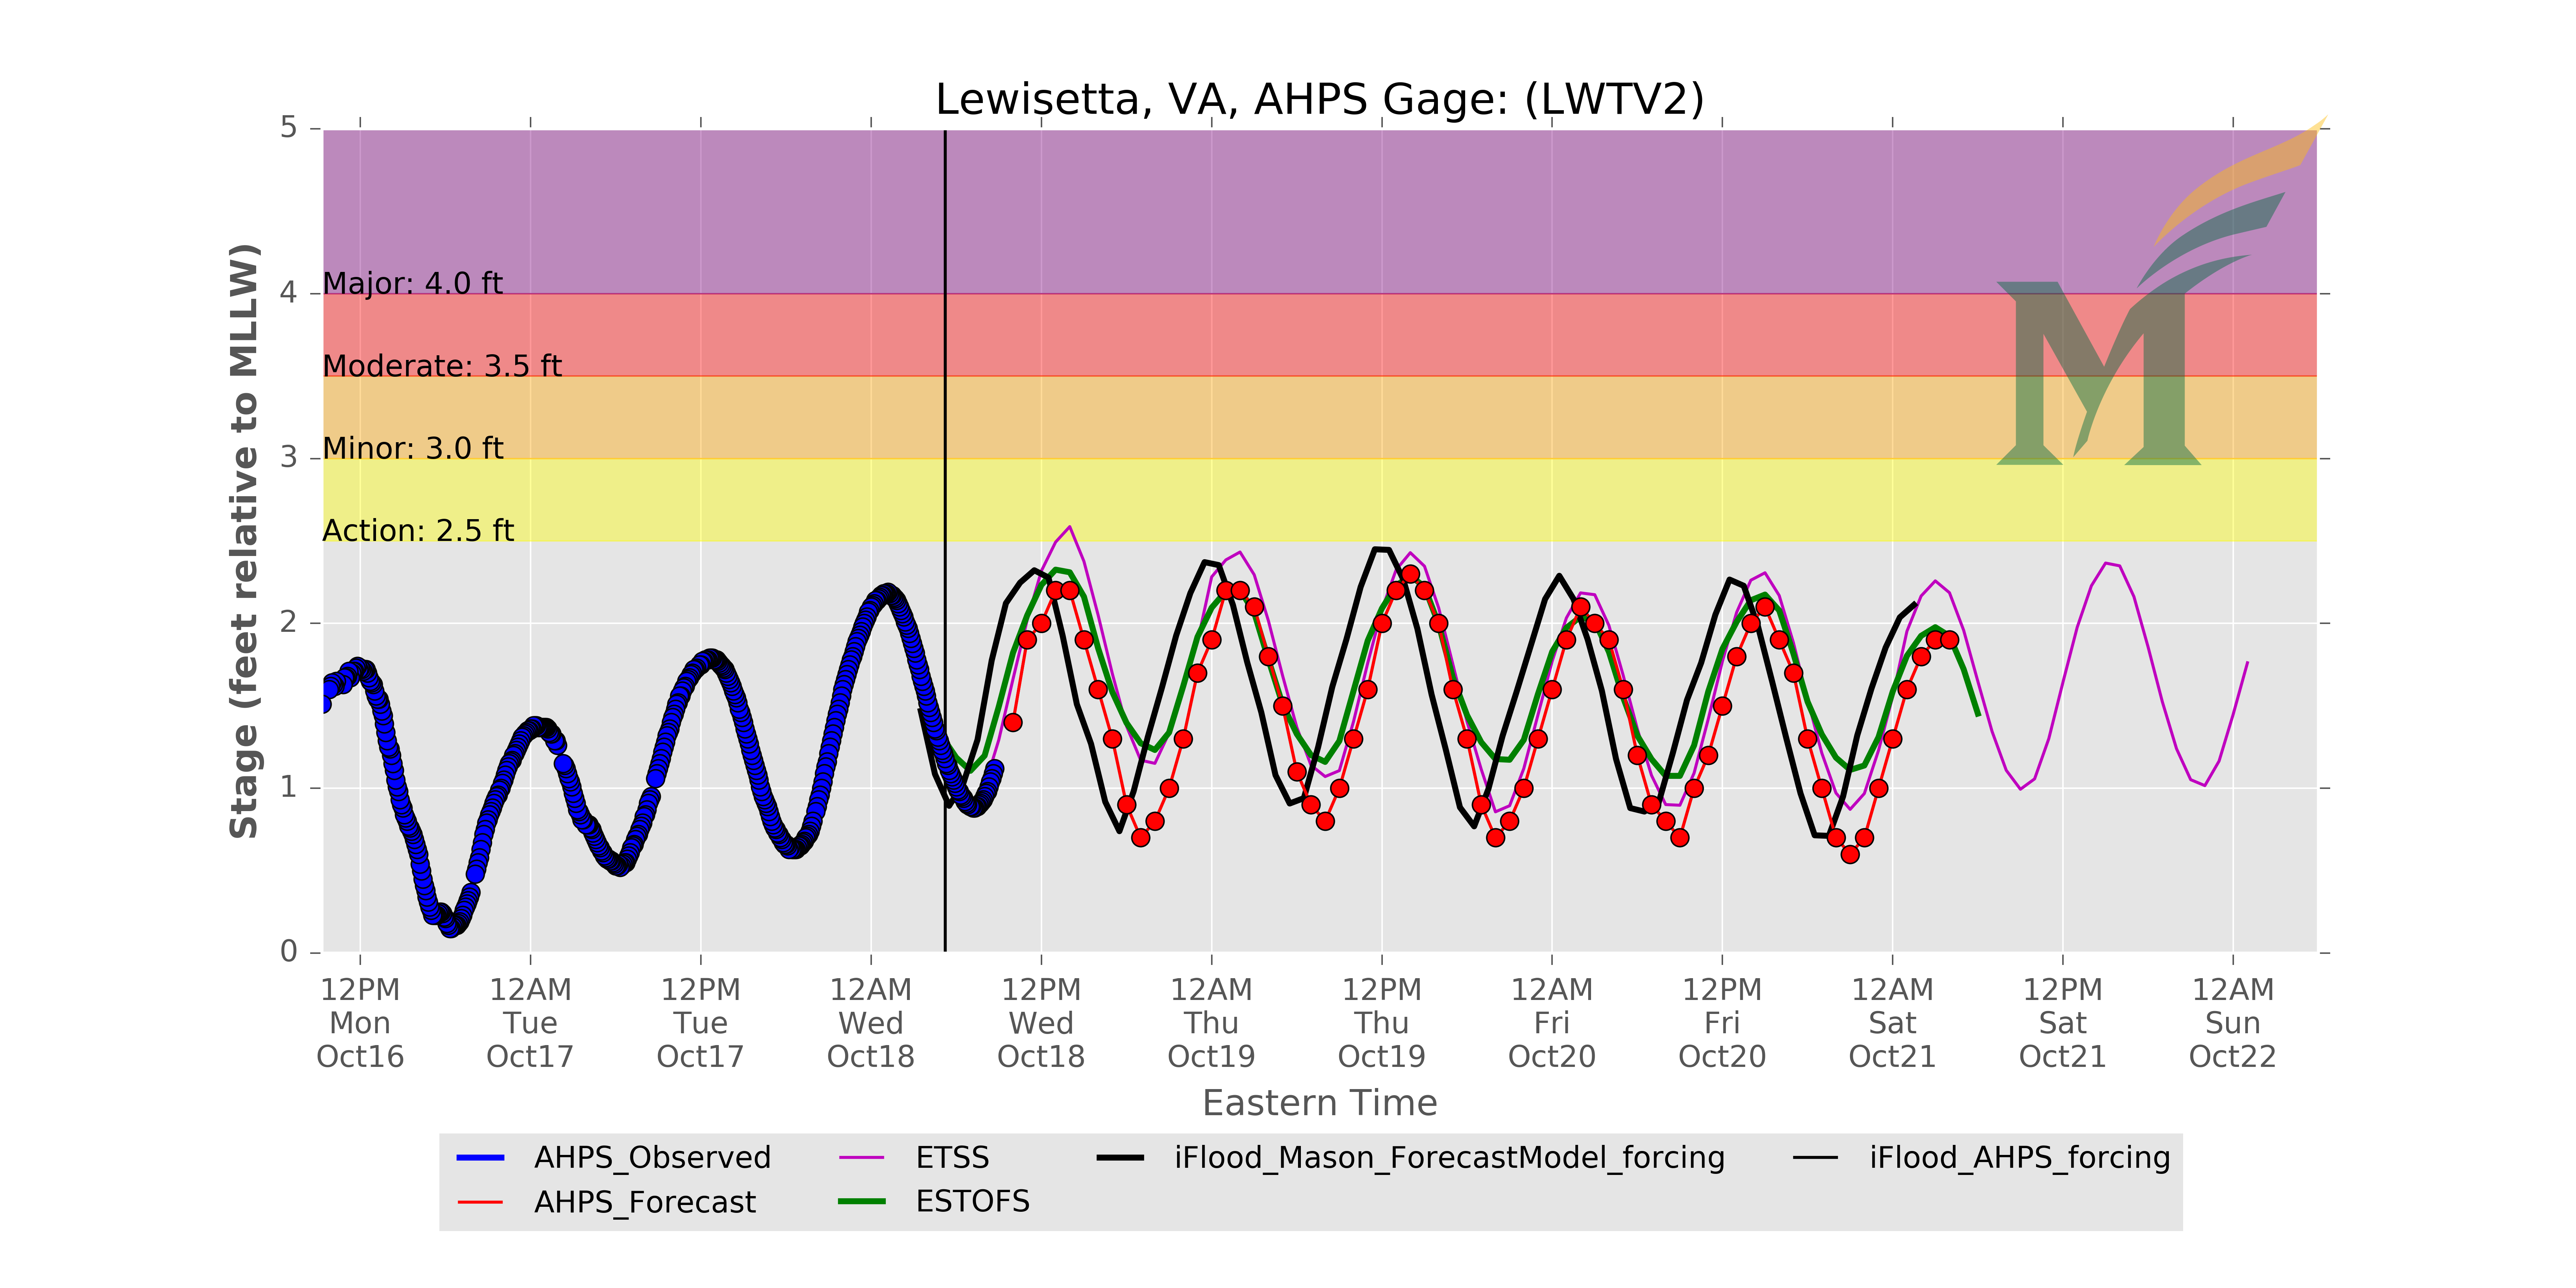 Lewisetta, VA, AHPS Gage: (LWTV2)
Stage (feet relative to MLLW)
5
4
3
2
1
0
Major: 4.0 ft
Moderate: 3.5 ft
Minor: 3.0 ft
Action: 2.5 ft
12PM 12AM 12PM 12AM 12PM 12AM 12PM 12AM 12PM 12AM 12PM 12AM
Mon Tue Tue Wed Wed Thu Thu Fri Fri Sat Sat Sun
Oct16 Oct17 Oct17 Oct18 Oct18 Oct19 Oct19 Oct20 Oct20 Oct21 Oct21 Oct22
Eastern Time
AHPS_Observed ETSS iFlood_Mason_ForecastModel_forcing iFlood_AHPS_forcing
AHPS_Forecast ESTOFS
M